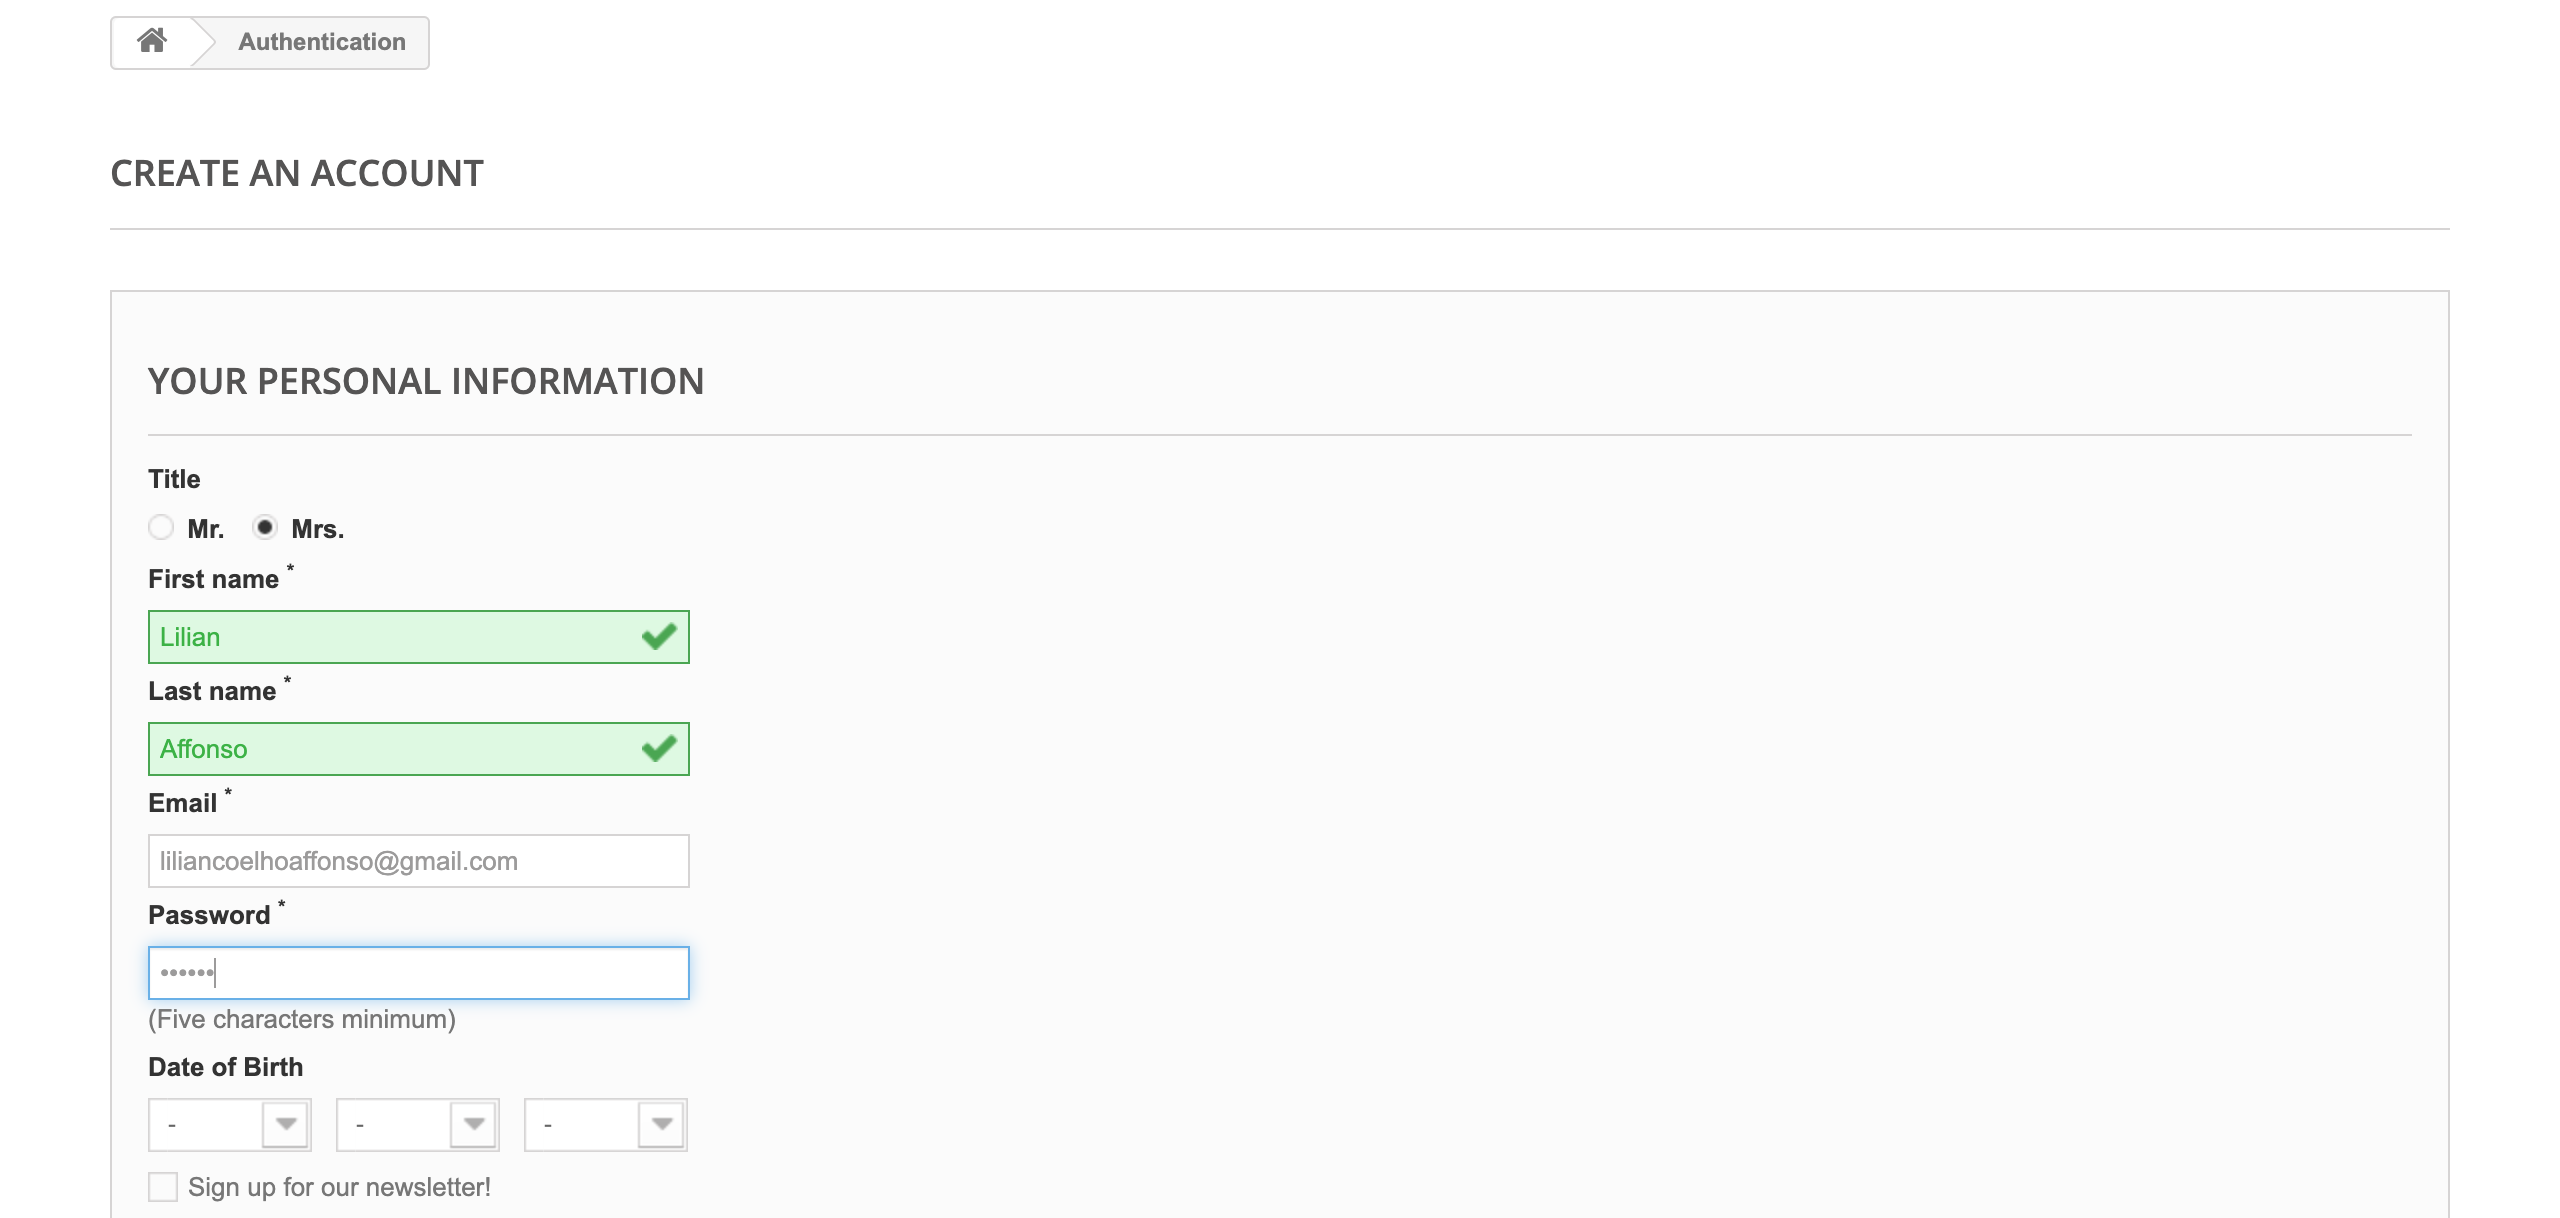 Authentication
CREATE AN ACCOUNT
YOUR PERSONAL INFORMATION
Title
Mr. Mrs.
First name *
Lilian
Last name *
Affonso
Email *
liliancoelhoaffonso@gmail.com
Password *
••••••
(Five characters minimum)
Date of Birth
- - -
Sign up for our newsletter!